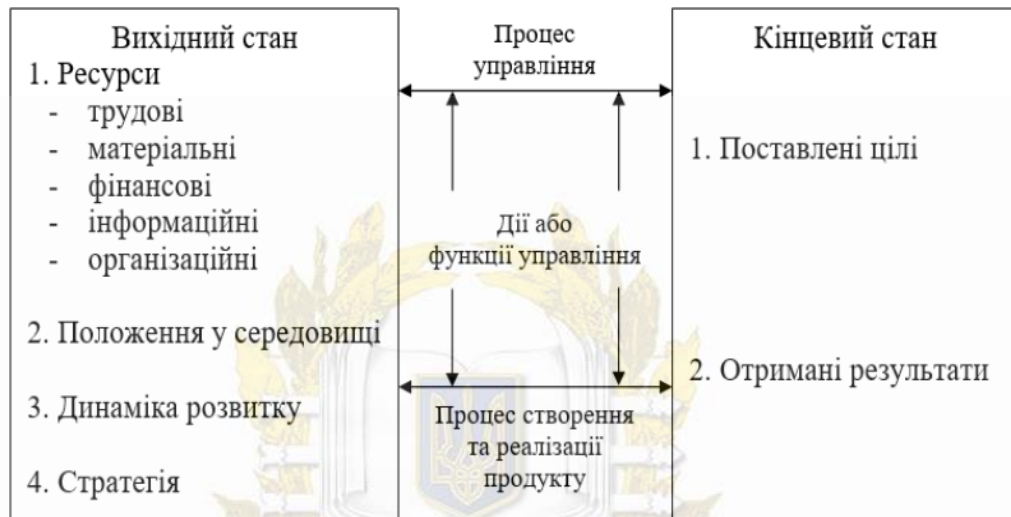 Вихідний стан
1. Ресурси
- трудові
- матеріальні
- фінансові
- інформаційні
- організаційні
2. Положення у середовищі
3. Динаміка розвитку
4. Стратегія
Процес
управління
Дії або
функції управління
Процес створення
та реалізації
продукту
Кінцевий стан
1. Поставлені цілі
2. Отримані результати